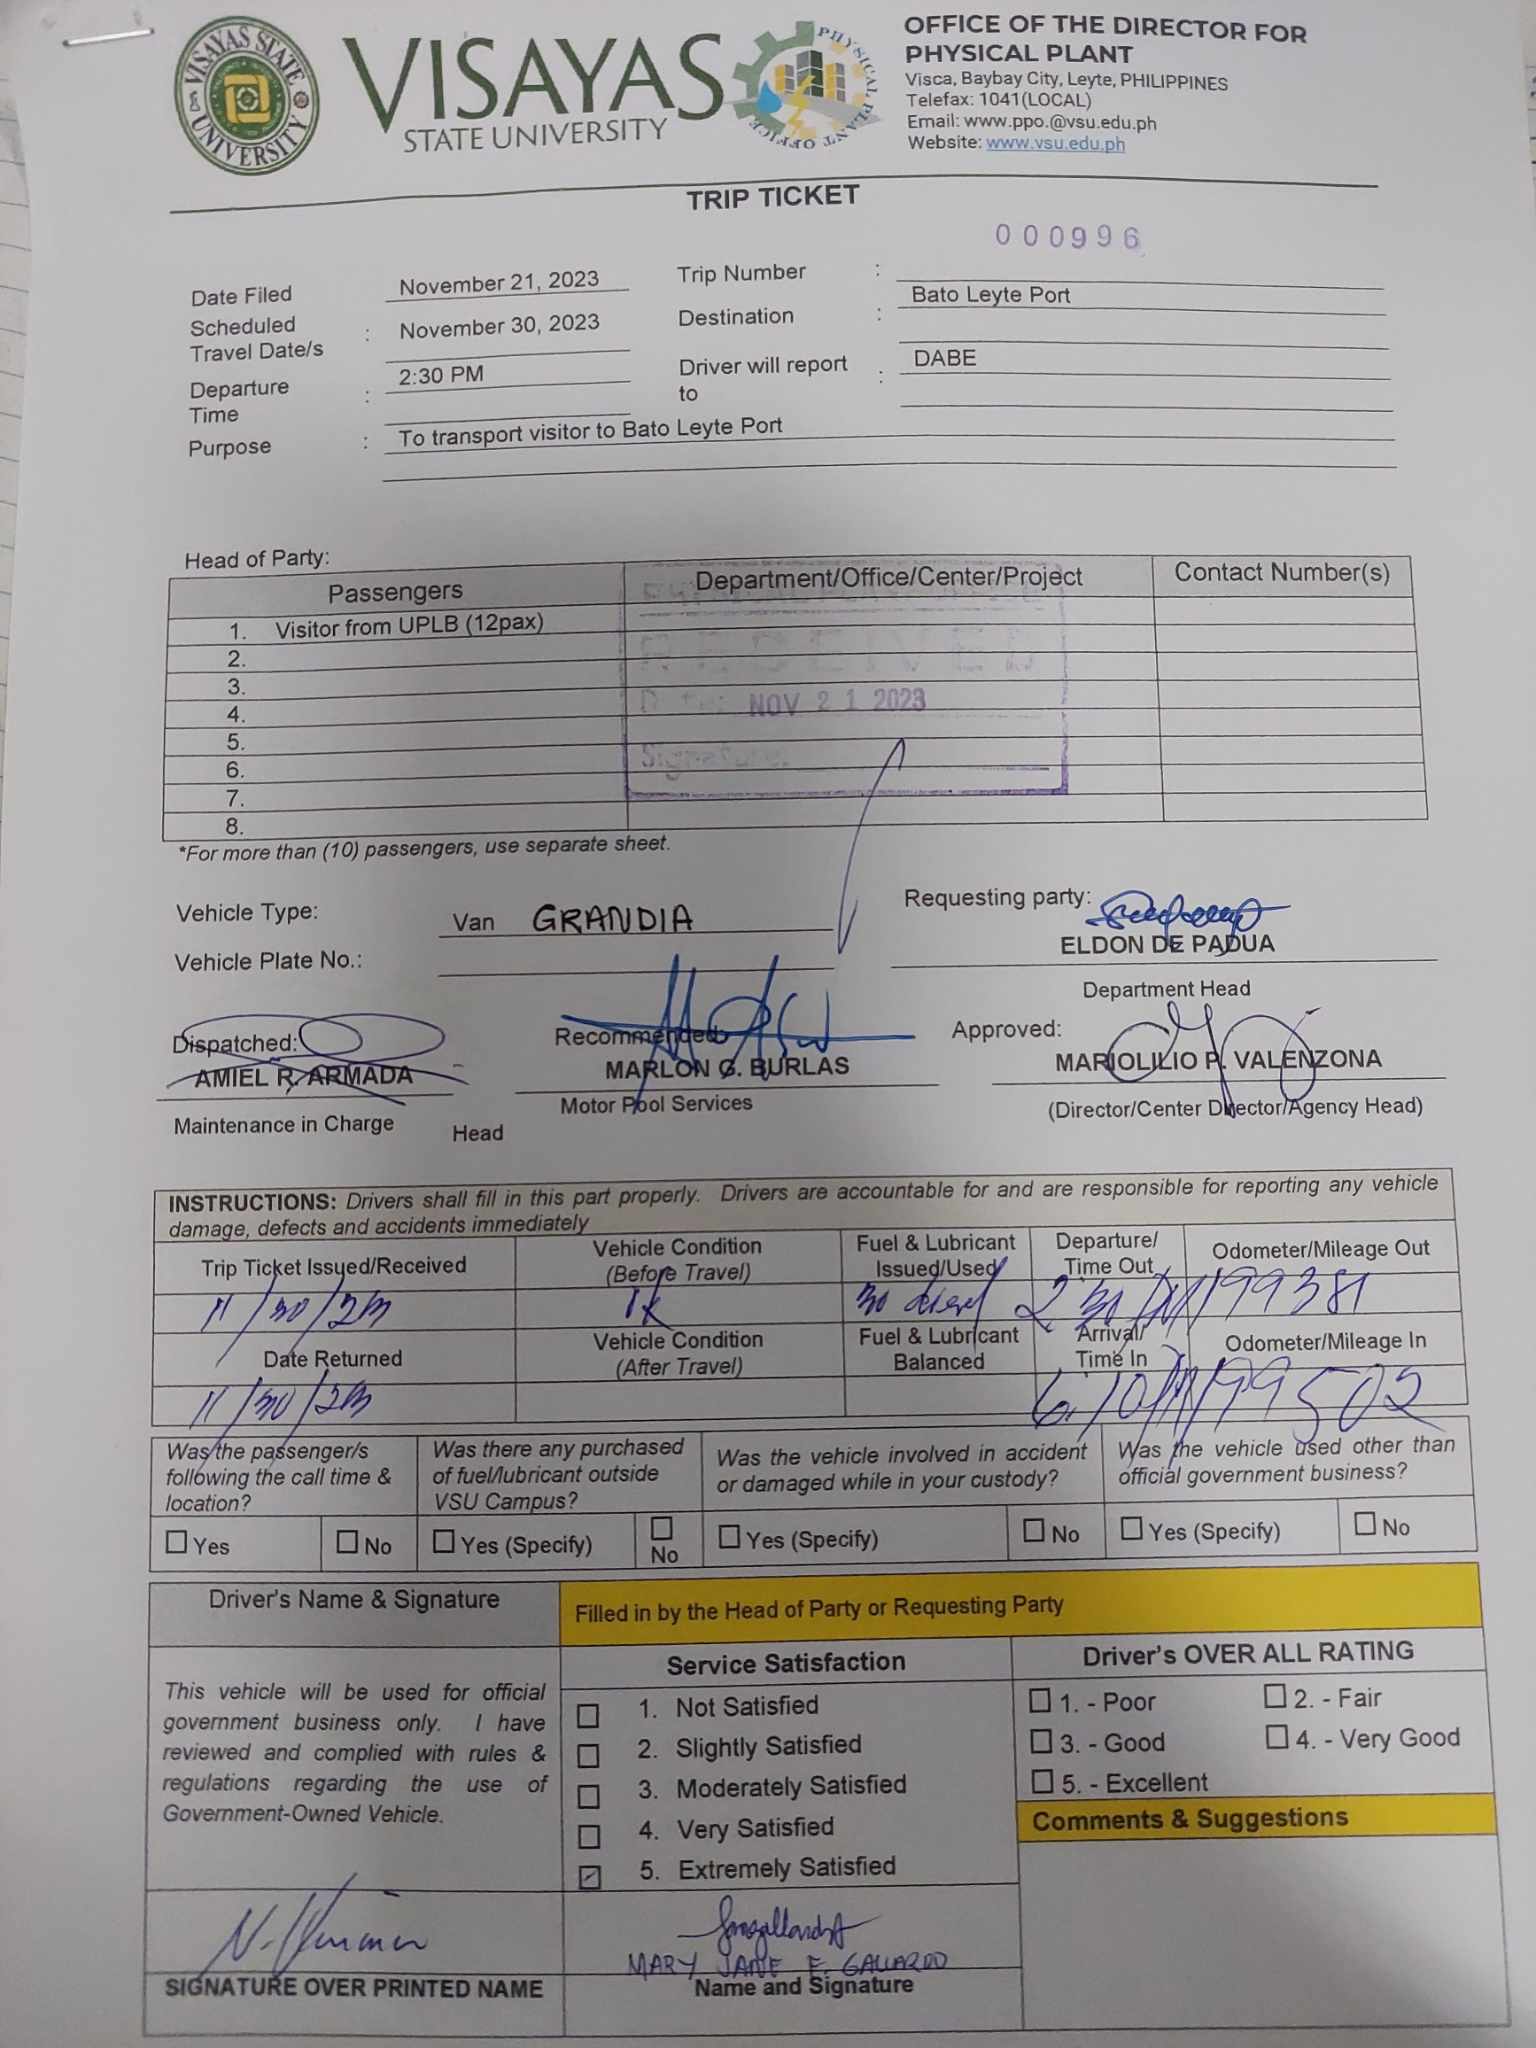 VISAYAS STATE UNIVERSITY
VISAYAS
STATE UNIVERSITY
PHYSICAL PLANT OFFICE
OFFICE OF THE DIRECTOR FOR
PHYSICAL PLANT
Visca, Baybay City, Leyte, PHILIPPINES
Telefax: 1041(LOCAL)
Email: www.ppo.@vsu.edu.ph
Website: www.vsu.edu.ph
TRIP TICKET
000996
Date Filed November 21, 2023 Trip Number :
Scheduled Travel Date/s : November 30, 2023 Destination : Bato Leyte Port
Departure Time : 2:30 PM Driver will report to : DABE
Purpose : To transport visitor to Bato Leyte Port
Head of Party:
Passengers Department/Office/Center/Project Contact Number(s)
1. Visitor from UPLB (12pax)
2.
3.
4.
5.
6.
7.
8.
RECEIVED
Date: NOV 21 2023
Signature:
*For more than (10) passengers, use separate sheet.
Vehicle Type: Van GRANDIA
Requesting party:
ELDON DE PADUA
Vehicle Plate No.:
Department Head
Dispatched: Recommended: Approved:
AMIEL R. ARMADA MARLON G. BURLAS MARIOLILIO P. VALENZONA
Maintenance in Charge Head Motor Pool Services (Director/Center Director/Agency Head)
INSTRUCTIONS: Drivers shall fill in this part properly. Drivers are accountable for and are responsible for reporting any vehicle
damage, defects and accidents immediately
Trip Ticket Issued/Received Vehicle Condition (Before Travel) Fuel & Lubricant Issued/Used Departure/ Time Out Odometer/Mileage Out
11/30/23 30 diesel 2:30 PM 199381
Date Returned Vehicle Condition (After Travel) Fuel & Lubricant Balanced Arrival/ Time In Odometer/Mileage In
11/30/23 6:10 199502
Was the passenger/s following the call time & location?
Was there any purchased of fuel/lubricant outside VSU Campus?
Was the vehicle involved in accident or damaged while in your custody?
Was the vehicle used other than official government business?
Yes No Yes (Specify) No Yes (Specify) No Yes (Specify) No
Driver's Name & Signature
Filled in by the Head of Party or Requesting Party
This vehicle will be used for official
government business only. I have
reviewed and complied with rules &
regulations regarding the use of
Government-Owned Vehicle.
Service Satisfaction
1. Not Satisfied
2. Slightly Satisfied
3. Moderately Satisfied
4. Very Satisfied
5. Extremely Satisfied
Driver's OVER ALL RATING
1. - Poor 2. - Fair
3. - Good 4. - Very Good
5. - Excellent
Comments & Suggestions
MARY JANE F. GALLARDO
SIGNATURE OVER PRINTED NAME Name and Signature